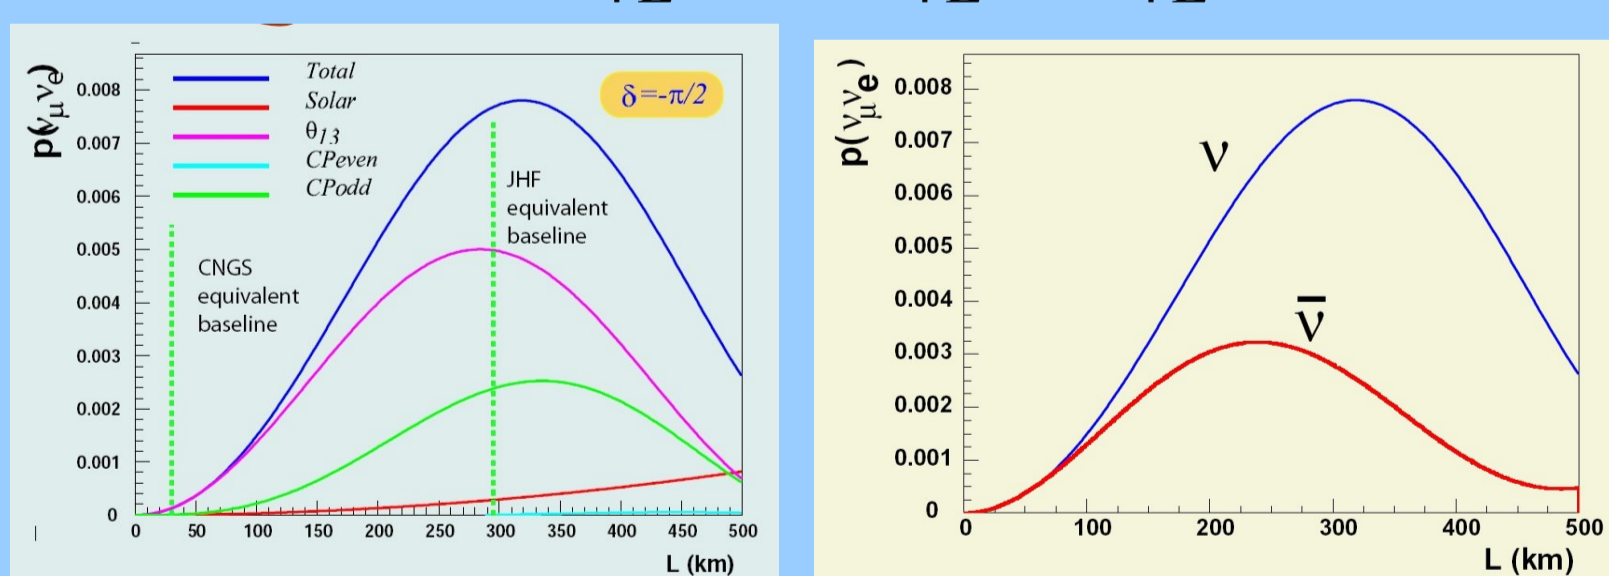 p(νμνe)
0.008
0.007
0.006
0.005
0.004
0.003
0.002
0.001
0
Total
Solar
θ13
CPeven
CPodd
δ=-π/2
CNGS
equivalent
baseline
JHF
equivalent
baseline
0 50 100 150 200 250 300 350 400 450 500
L (km)
p(νμνe)
0.008
0.007
0.006
0.005
0.004
0.003
0.002
0.001
0
ν
ν̅
0 100 200 300 400 500
L (km)